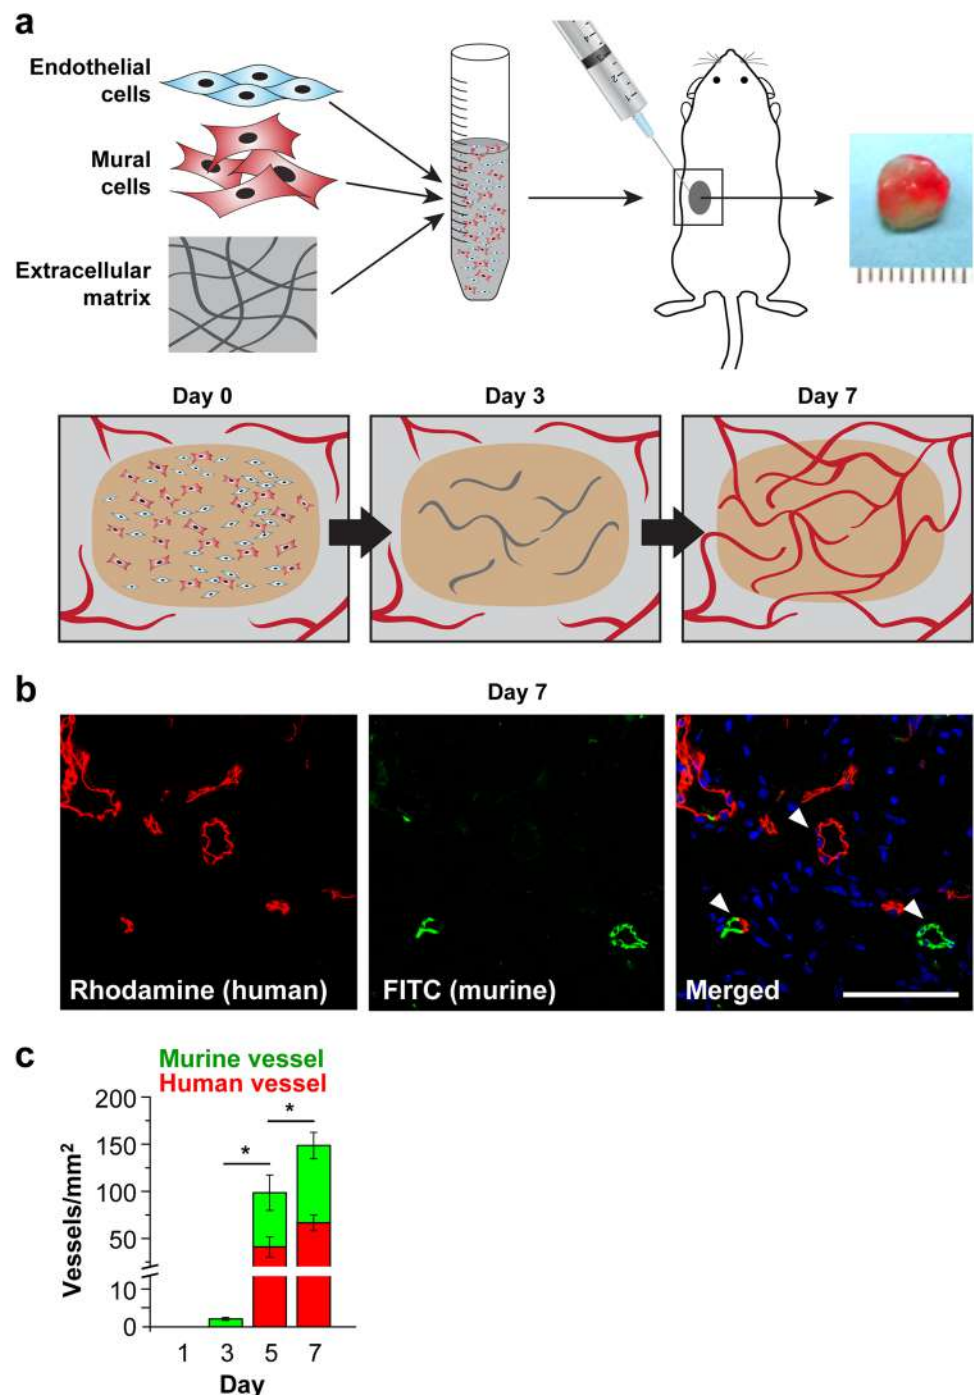 a
Endothelial
cells
Mural
cells
Extracellular
matrix
Day 0
Day 3
Day 7
b
Day 7
Rhodamine (human)
FITC (murine)
Merged
c
Murine vessel
Human vessel
200
150
100
50
10
0
*
*
Vessels/mm²
1 3 5 7
Day